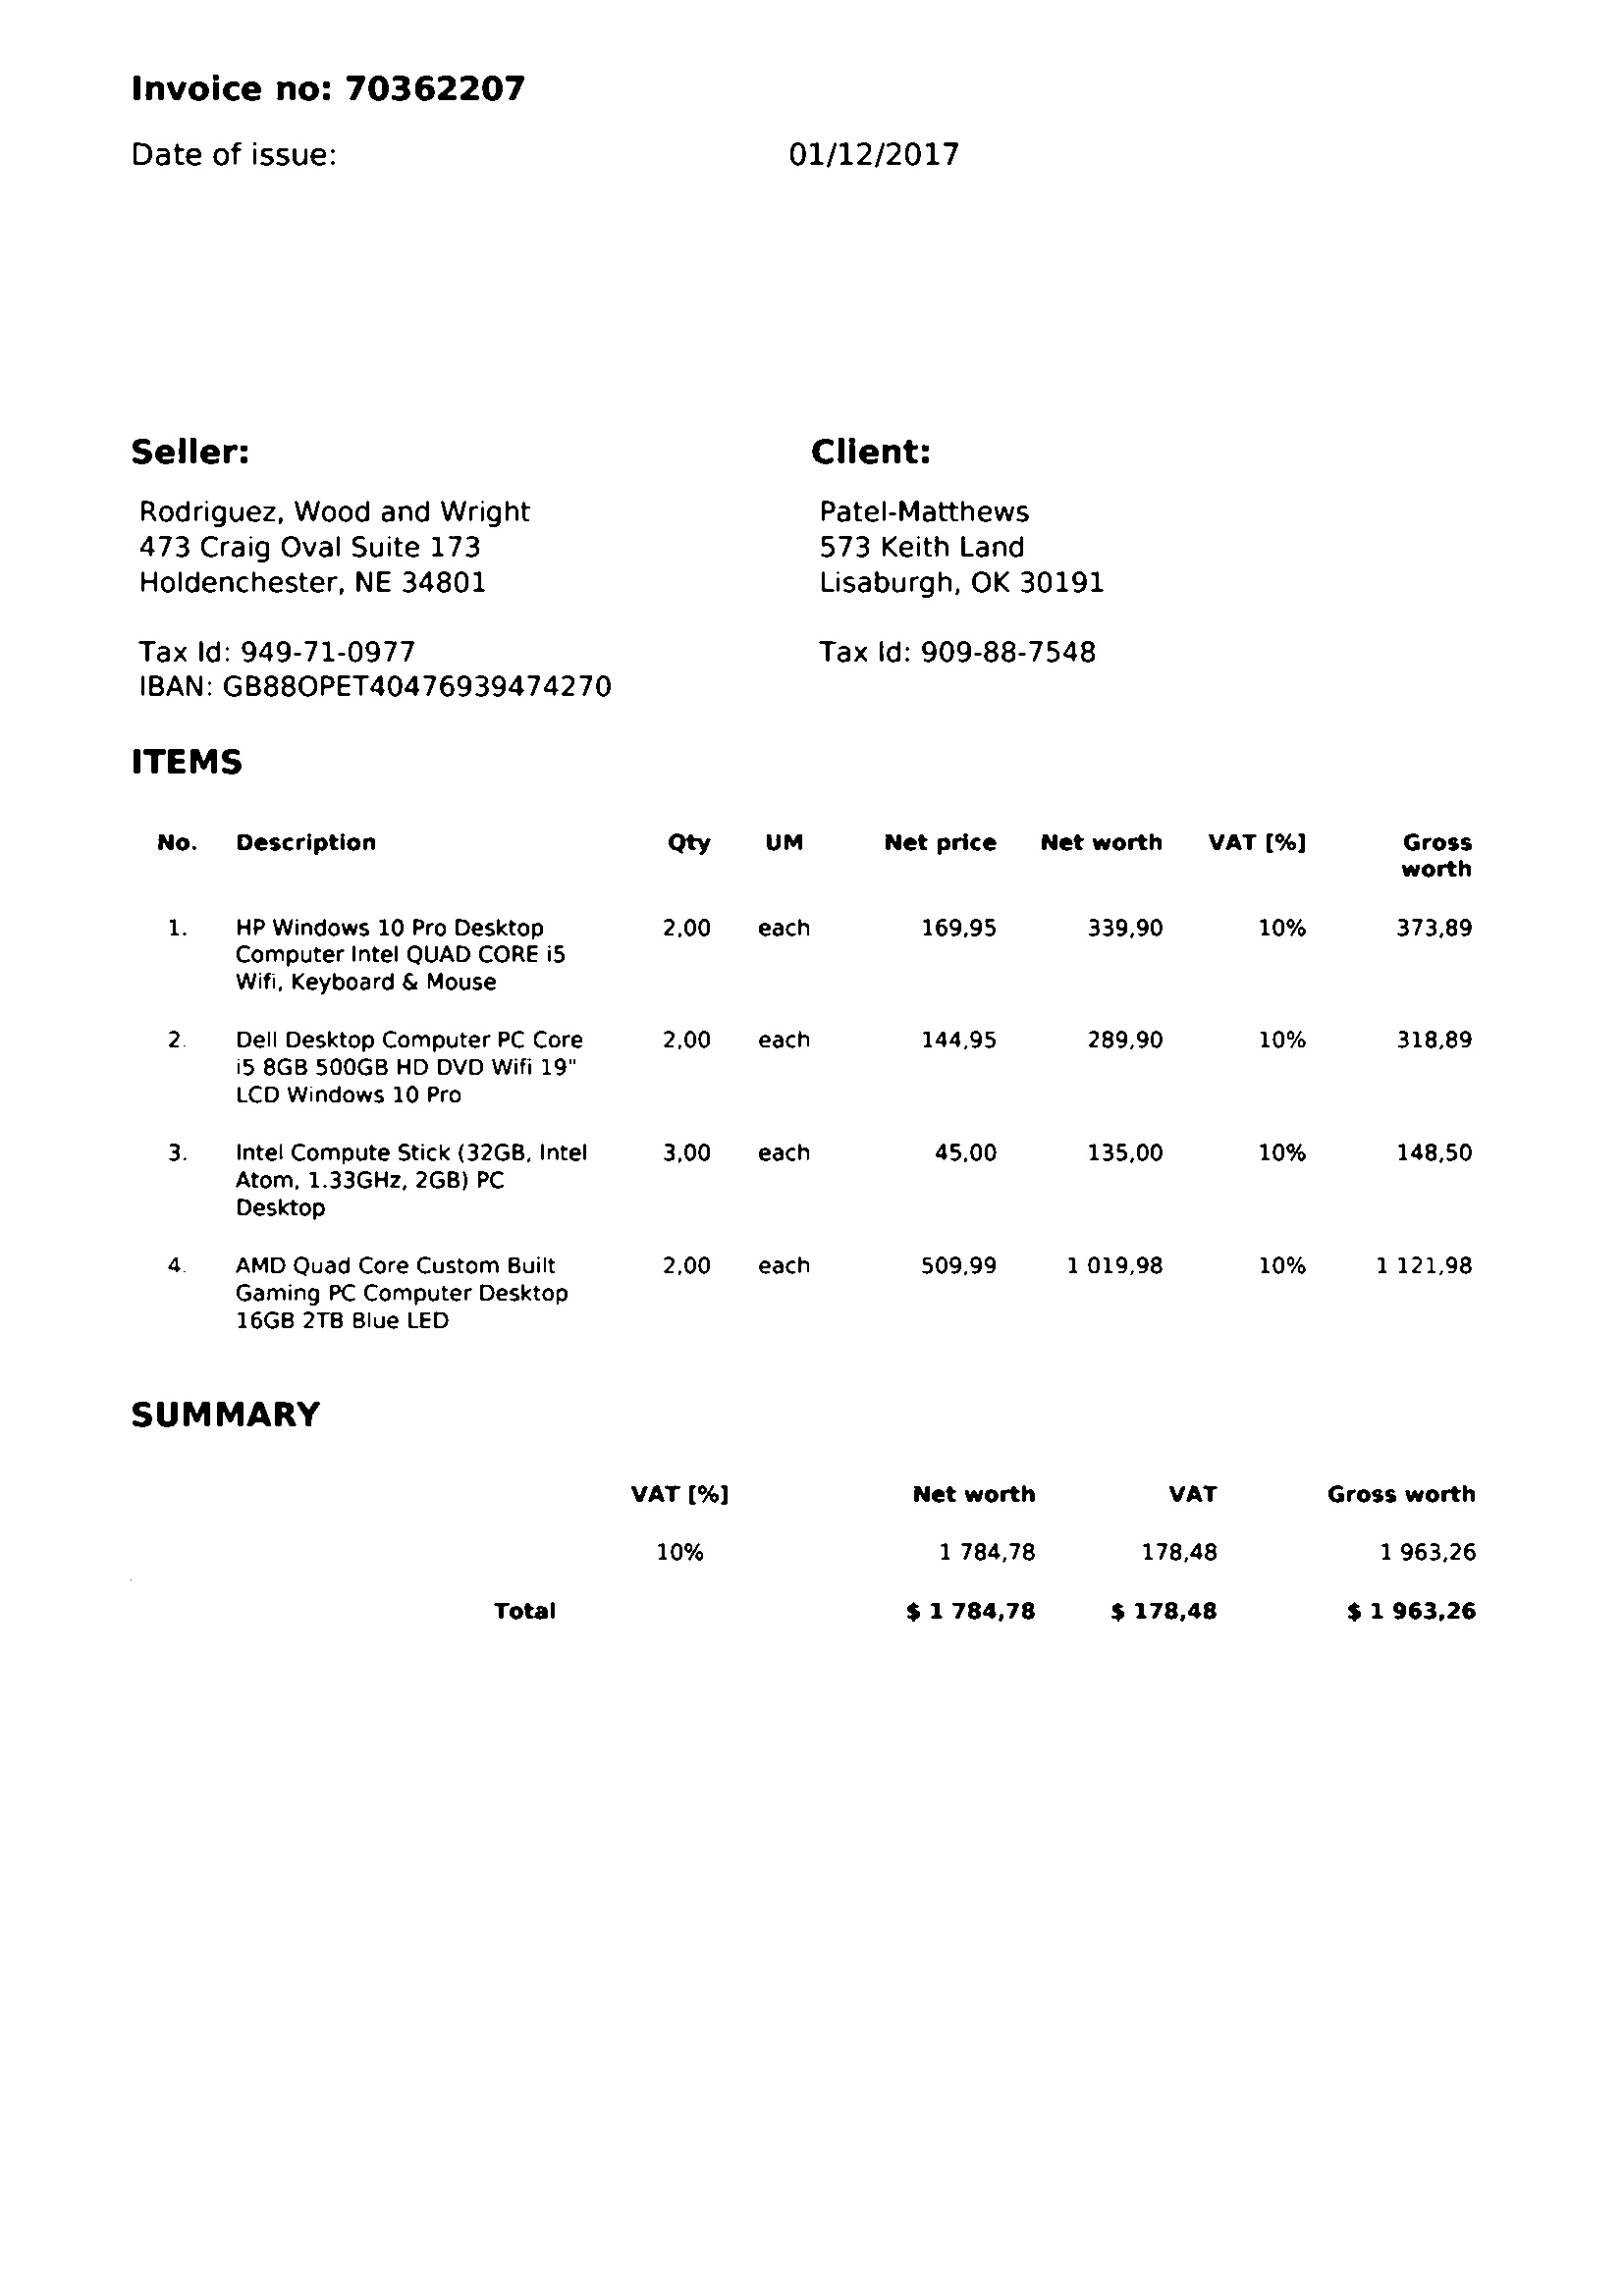 Invoice no: 70362207
Date of issue: 01/12/2017
Seller: Client:
Rodriguez, Wood and Wright Patel-Matthews
473 Craig Oval Suite 173 573 Keith Land
Holdenchester, NE 34801 Lisaburgh, OK 30191
Tax Id: 949-71-0977 Tax Id: 909-88-7548
IBAN: GB88OPET40476939474270
ITEMS
No. Description Qty UM Net price Net worth VAT [%] Gross
worth
1. HP Windows 10 Pro Desktop 2,00 each 169,95 339,90 10% 373,89
Computer Intel QUAD CORE i5
Wifi, Keyboard & Mouse
2. Dell Desktop Computer PC Core 2,00 each 144,95 289,90 10% 318,89
i5 8GB 500GB HD DVD Wifi 19"
LCD Windows 10 Pro
3. Intel Compute Stick (32GB, Intel 3,00 each 45,00 135,00 10% 148,50
Atom, 1.33GHz, 2GB) PC
Desktop
4. AMD Quad Core Custom Built 2,00 each 509,99 1 019,98 10% 1 121,98
Gaming PC Computer Desktop
16GB 2TB Blue LED
SUMMARY
VAT [%] Net worth VAT Gross worth
10% 1 784,78 178,48 1 963,26
Total $ 1 784,78 $ 178,48 $ 1 963,26